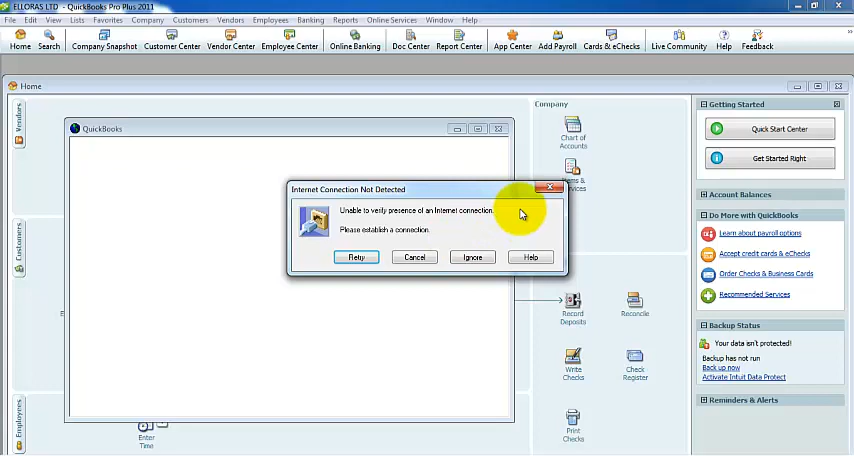 ELLORAS LTD - QuickBooks Pro Plus 2011
File Edit View Lists Favorites Company Customers Vendors Employees Banking Reports Online Services Window Help
Home Search Company Snapshot Customer Center Vendor Center Employee Center Online Banking Doc Center Report Center App Center Add Payroll Cards & eChecks Live Community Help Feedback
Home
Vendors
Company
Getting Started
QuickBooks
Quick Start Center
Chart of
Accounts
Get Started Right
Items &
Services
Internet Connection Not Detected
Account Balances
Unable to verify presence of an Internet connection.
Please establish a connection.
Retry Cancel Ignore Help
Do More with QuickBooks
Learn about payroll options
Accept credit cards & eChecks
Order Checks & Business Cards
Recommended Services
Customers
Record
Deposits
Reconcile
Backup Status
Your data isn't protected!
Backup has not run
Back up now
Activate Intuit Data Protect
Write
Checks
Check
Register
Reminders & Alerts
Employees
Enter
Time
Print
Checks